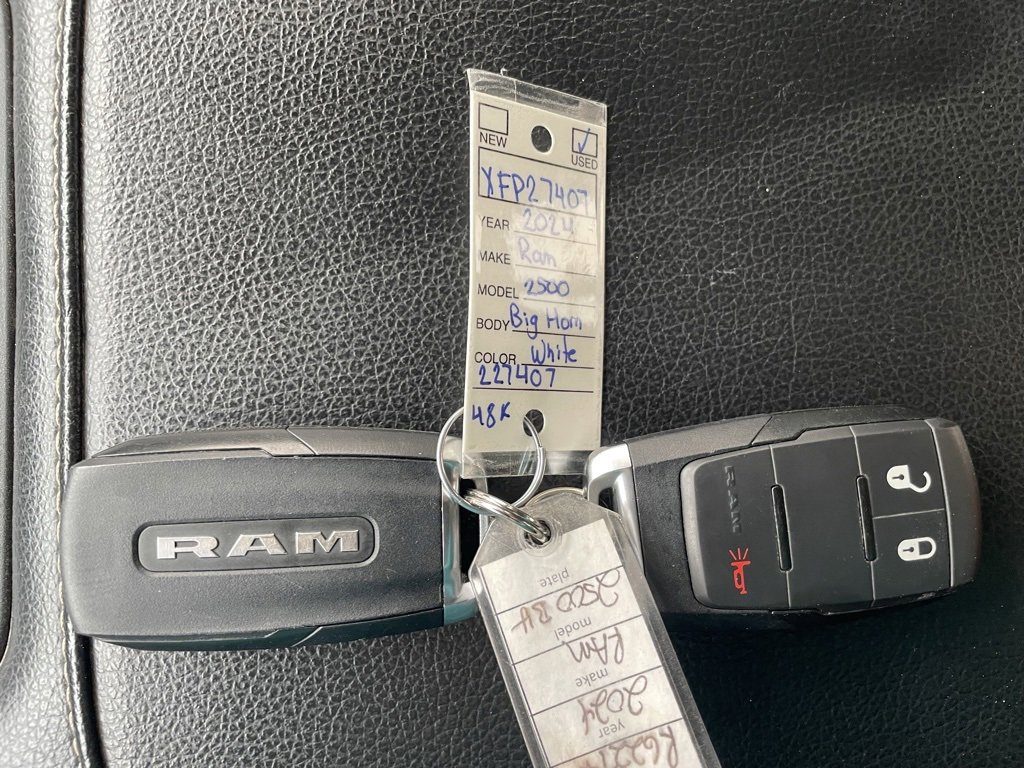 NEW
USED
XFP27407
YEAR 2024
MAKE Ram
MODEL 2500
BODY Big Horn
COLOR White
227407
48K
RAM
RAM
plate
2500 BH
model
RAM
make
2024
year